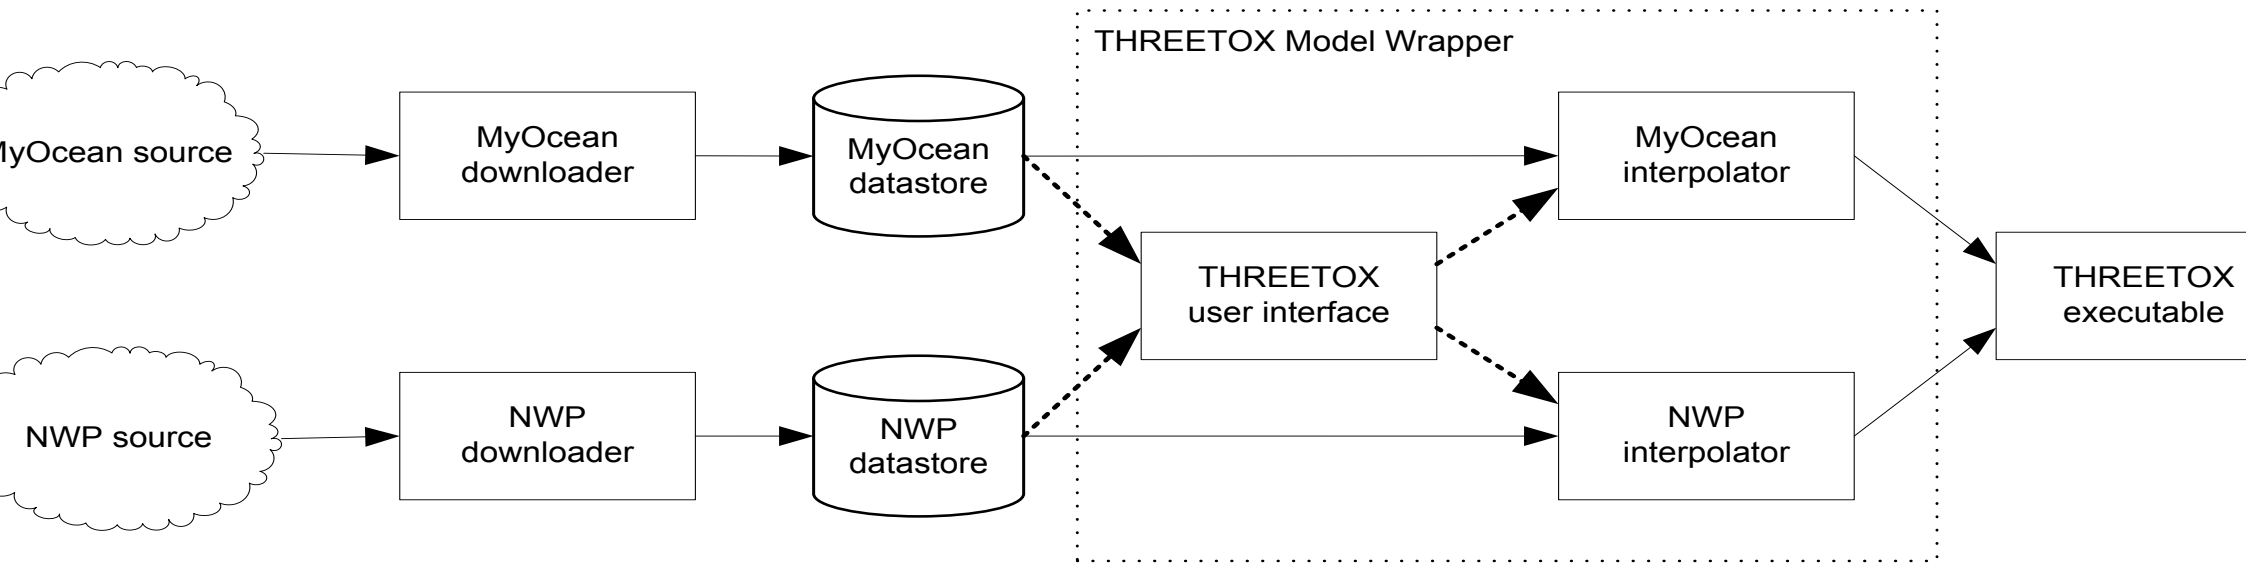 THREETOX Model Wrapper
MyOcean source
MyOcean
downloader
MyOcean
datastore
MyOcean
interpolator
THREETOX
user interface
THREETOX
executable
NWP source
NWP
downloader
NWP
datastore
NWP
interpolator